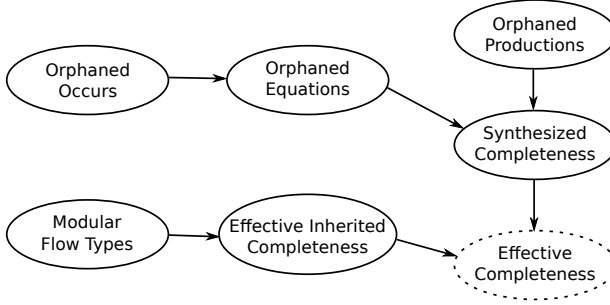 Orphaned
Productions
Orphaned
Occurs
Orphaned
Equations
Synthesized
Completeness
Modular
Flow Types
Effective Inherited
Completeness
Effective
Completeness